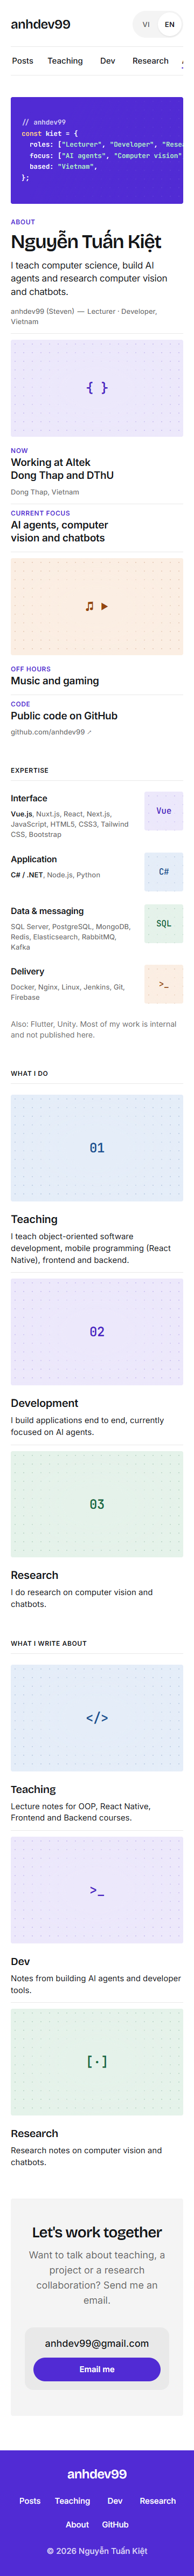 anhdev99
VI EN
Posts Teaching Dev Research
// anhdev99
const kiet = {
roles: ["Lecturer", "Developer", "Resea
focus: ["AI agents", "Computer vision"
based: "Vietnam",
};
ABOUT
Nguyễn Tuấn Kiệt
I teach computer science, build AI
agents and research computer vision
and chatbots.
anhdev99 (Steven) — Lecturer · Developer,
Vietnam
{ }
NOW
Working at Altek
Dong Thap and DThU
Dong Thap, Vietnam
CURRENT FOCUS
AI agents, computer
vision and chatbots
♫ ▶
OFF HOURS
Music and gaming
CODE
Public code on GitHub
github.com/anhdev99 ↗
EXPERTISE
Interface
Vue.js, Nuxt.js, React, Next.js,
JavaScript, HTML5, CSS3, Tailwind
CSS, Bootstrap
Vue
Application
C# / .NET, Node.js, Python
C#
Data & messaging
SQL Server, PostgreSQL, MongoDB,
Redis, Elasticsearch, RabbitMQ,
Kafka
SQL
Delivery
Docker, Nginx, Linux, Jenkins, Git,
Firebase
>_
Also: Flutter, Unity. Most of my work is internal
and not published here.
WHAT I DO
01
Teaching
I teach object-oriented software
development, mobile programming (React
Native), frontend and backend.
02
Development
I build applications end to end, currently
focused on AI agents.
03
Research
I do research on computer vision and
chatbots.
WHAT I WRITE ABOUT
</>
Teaching
Lecture notes for OOP, React Native,
Frontend and Backend courses.
>_
Dev
Notes from building AI agents and developer
tools.
[·]
Research
Research notes on computer vision and
chatbots.
Let's work together
Want to talk about teaching, a
project or a research
collaboration? Send me an
email.
anhdev99@gmail.com
Email me
anhdev99
Posts Teaching Dev Research
About GitHub
© 2026 Nguyễn Tuấn Kiệt